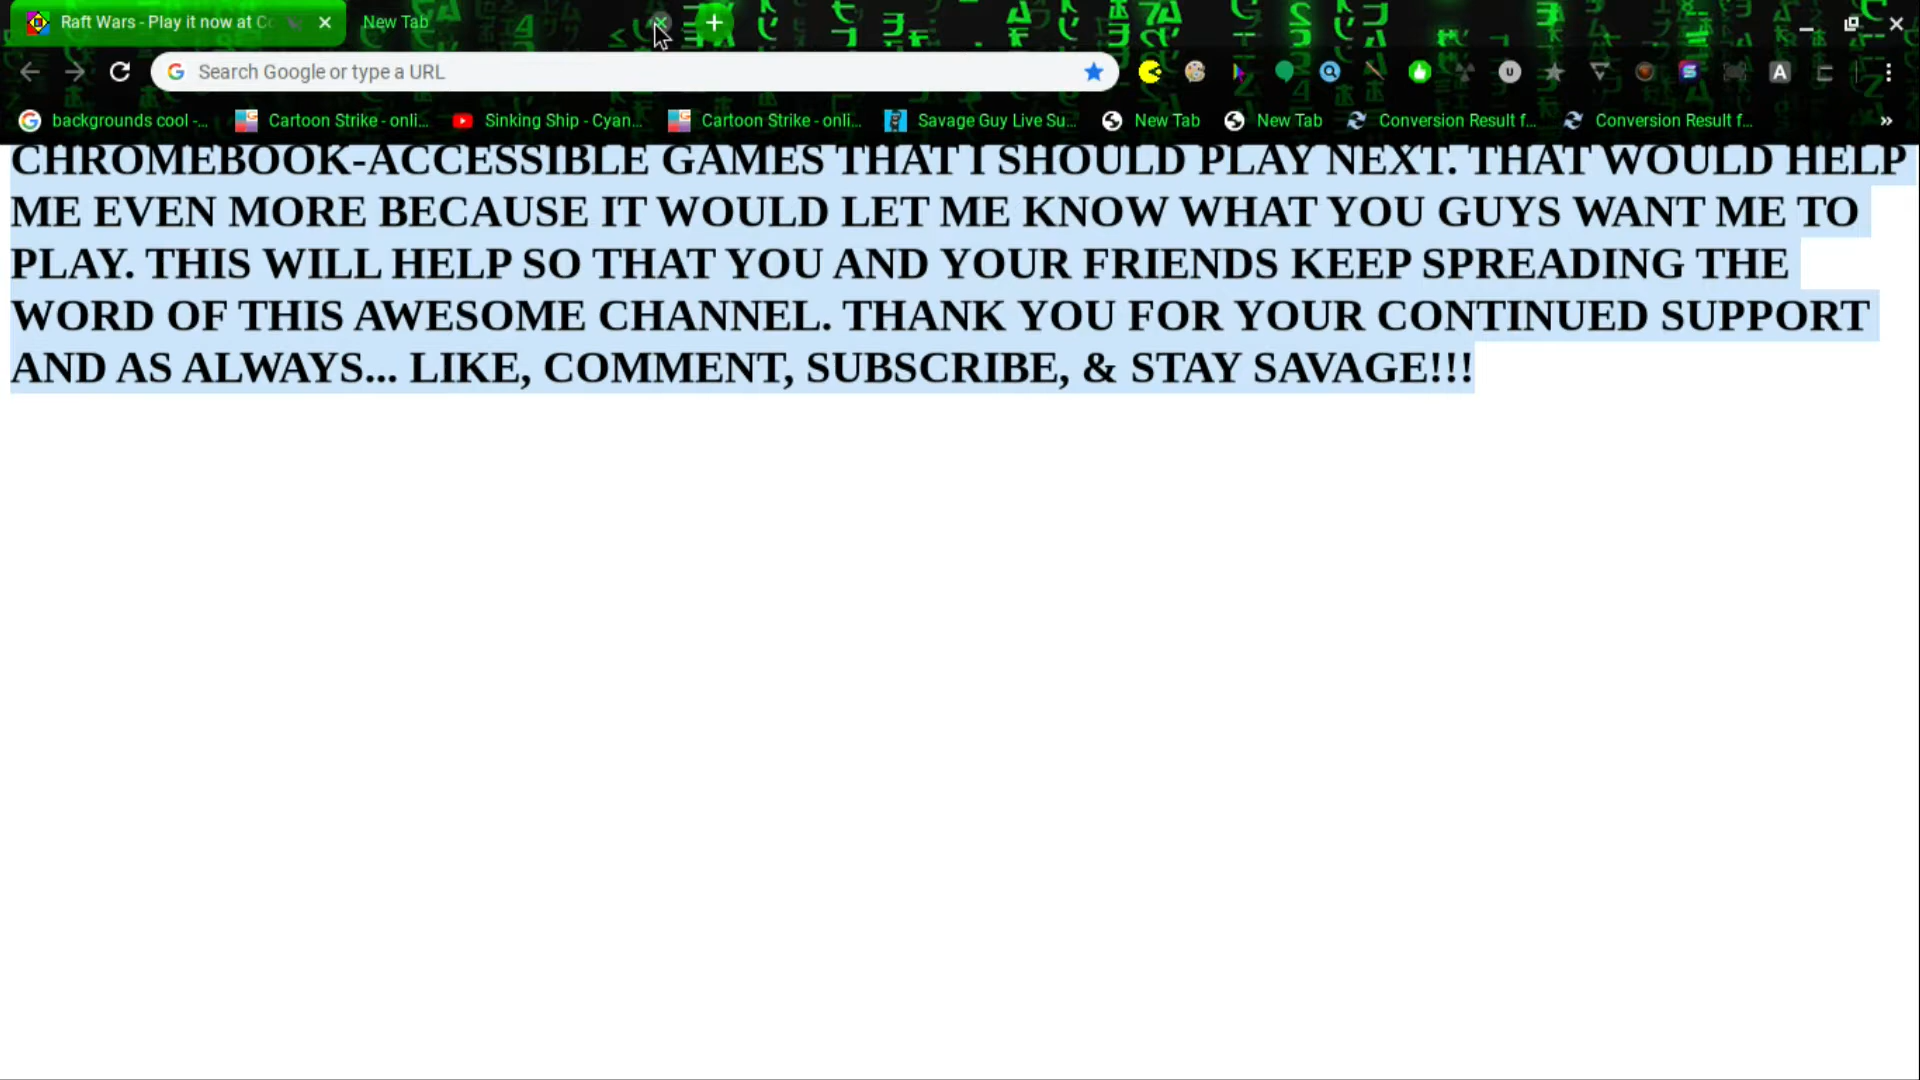 Raft Wars - Play it now at Co
New Tab
Search Google or type a URL
backgrounds cool -...
Cartoon Strike - onli...
Sinking Ship - Cyan...
Cartoon Strike - onli...
Savage Guy Live Su...
New Tab
New Tab
Conversion Result f...
Conversion Result f...
»
CHROMEBOOK-ACCESSIBLE GAMES THAT I SHOULD PLAY NEXT. THAT WOULD HELP
ME EVEN MORE BECAUSE IT WOULD LET ME KNOW WHAT YOU GUYS WANT ME TO
PLAY. THIS WILL HELP SO THAT YOU AND YOUR FRIENDS KEEP SPREADING THE
WORD OF THIS AWESOME CHANNEL. THANK YOU FOR YOUR CONTINUED SUPPORT
AND AS ALWAYS... LIKE, COMMENT, SUBSCRIBE, & STAY SAVAGE!!!